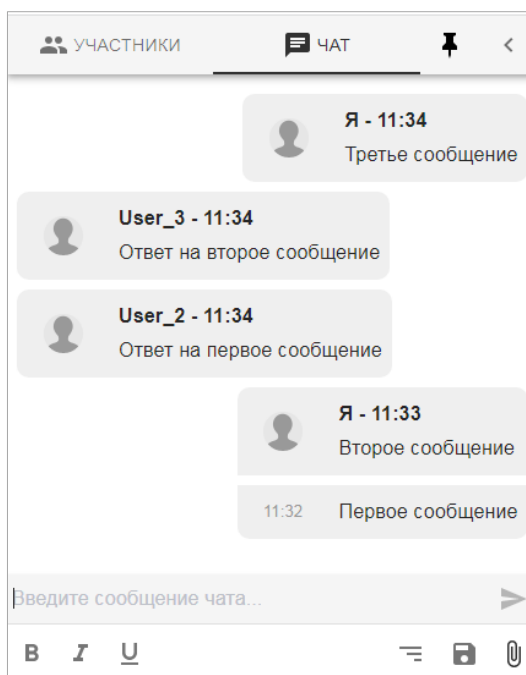 УЧАСТНИКИ ЧАТ
Я - 11:34
Третье сообщение
User_3 - 11:34
Ответ на второе сообщение
User_2 - 11:34
Ответ на первое сообщение
Я - 11:33
Второе сообщение
11:32 Первое сообщение
Введите сообщение чата...
B I U